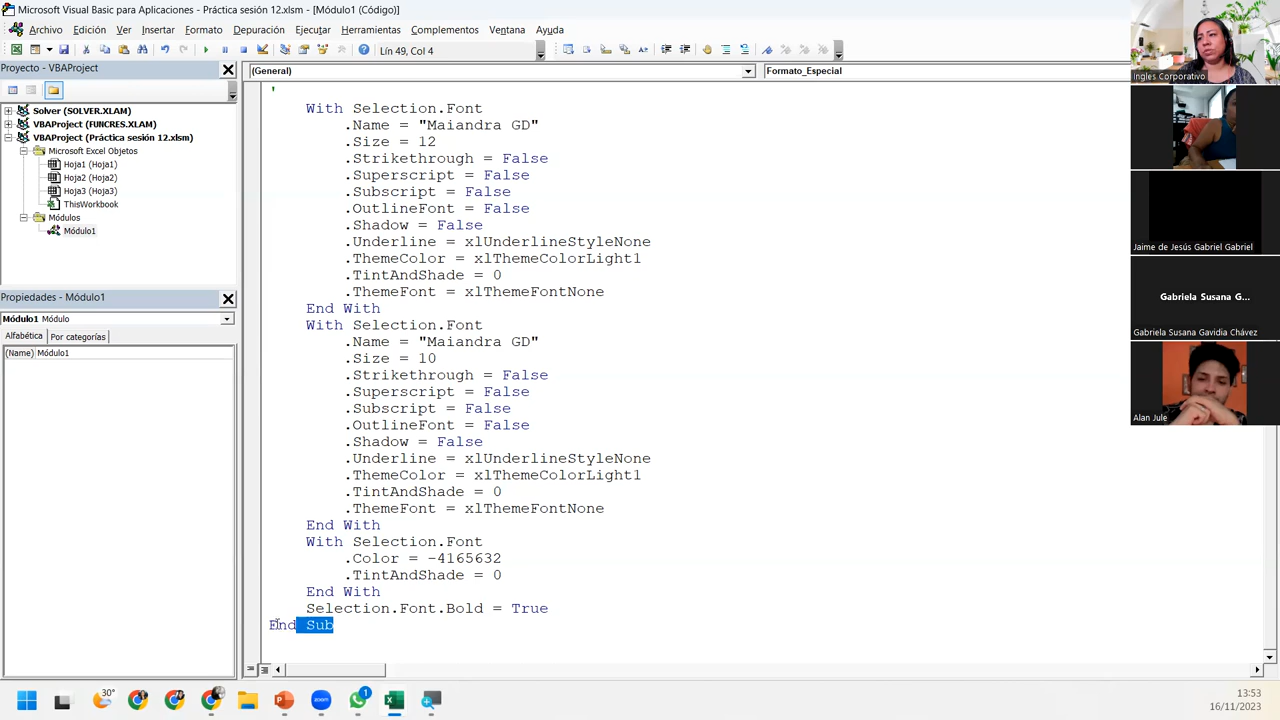 Microsoft Visual Basic para Aplicaciones - Práctica sesión 12.xlsm - [Módulo1 (Código)]
Archivo Edición Ver Insertar Formato Depuración Ejecutar Herramientas Complementos Ventana Ayuda
Lín 49, Col 4
Proyecto - VBAProject
(General)
Formato_Especial
Solver (SOLVER.XLAM)
VBAProject (FUNCRES.XLAM)
VBAProject (Práctica sesión 12.xlsm)
Microsoft Excel Objetos
Hoja1 (Hoja1)
Hoja2 (Hoja2)
Hoja3 (Hoja3)
ThisWorkbook
Módulos
Módulo1
Propiedades - Módulo1
Módulo1 Módulo
Alfabética Por categorías
(Name) Módulo1
'
With Selection.Font
.Name = "Maiandra GD"
.Size = 12
.Strikethrough = False
.Superscript = False
.Subscript = False
.OutlineFont = False
.Shadow = False
.Underline = xlUnderlineStyleNone
.ThemeColor = xlThemeColorLight1
.TintAndShade = 0
.ThemeFont = xlThemeFontNone
End With
With Selection.Font
.Name = "Maiandra GD"
.Size = 10
.Strikethrough = False
.Superscript = False
.Subscript = False
.OutlineFont = False
.Shadow = False
.Underline = xlUnderlineStyleNone
.ThemeColor = xlThemeColorLight1
.TintAndShade = 0
.ThemeFont = xlThemeFontNone
End With
With Selection.Font
.Color = -4165632
.TintAndShade = 0
End With
Selection.Font.Bold = True
End Sub
Ingles Corporativo
Jaime de Jesús Gabriel Gabriel
Gabriela Susana G...
Gabriela Susana Gavidia Chávez
Alan Jule
30°
zoom
1
13:53
16/11/2023